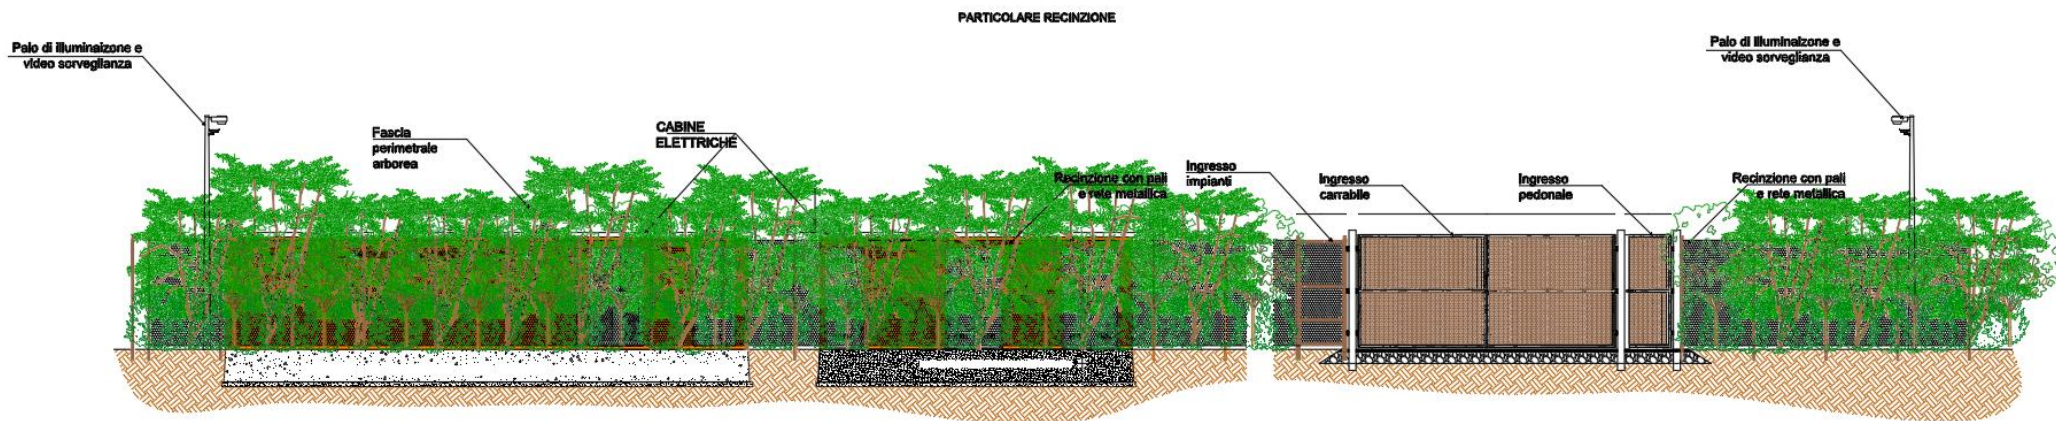 PARTICOLARE RECINZIONE
Palo di illuminaizone e
video sorveglianza
Palo di illuminaizone e
video sorveglianza
Fascia
perimetrale
arborea
CABINE
ELETTRICHE
Recinzione con pali
e rete metallica
Ingresso
impianti
Ingresso
carrabile
Ingresso
pedonale
Recinzione con pali
e rete metallica